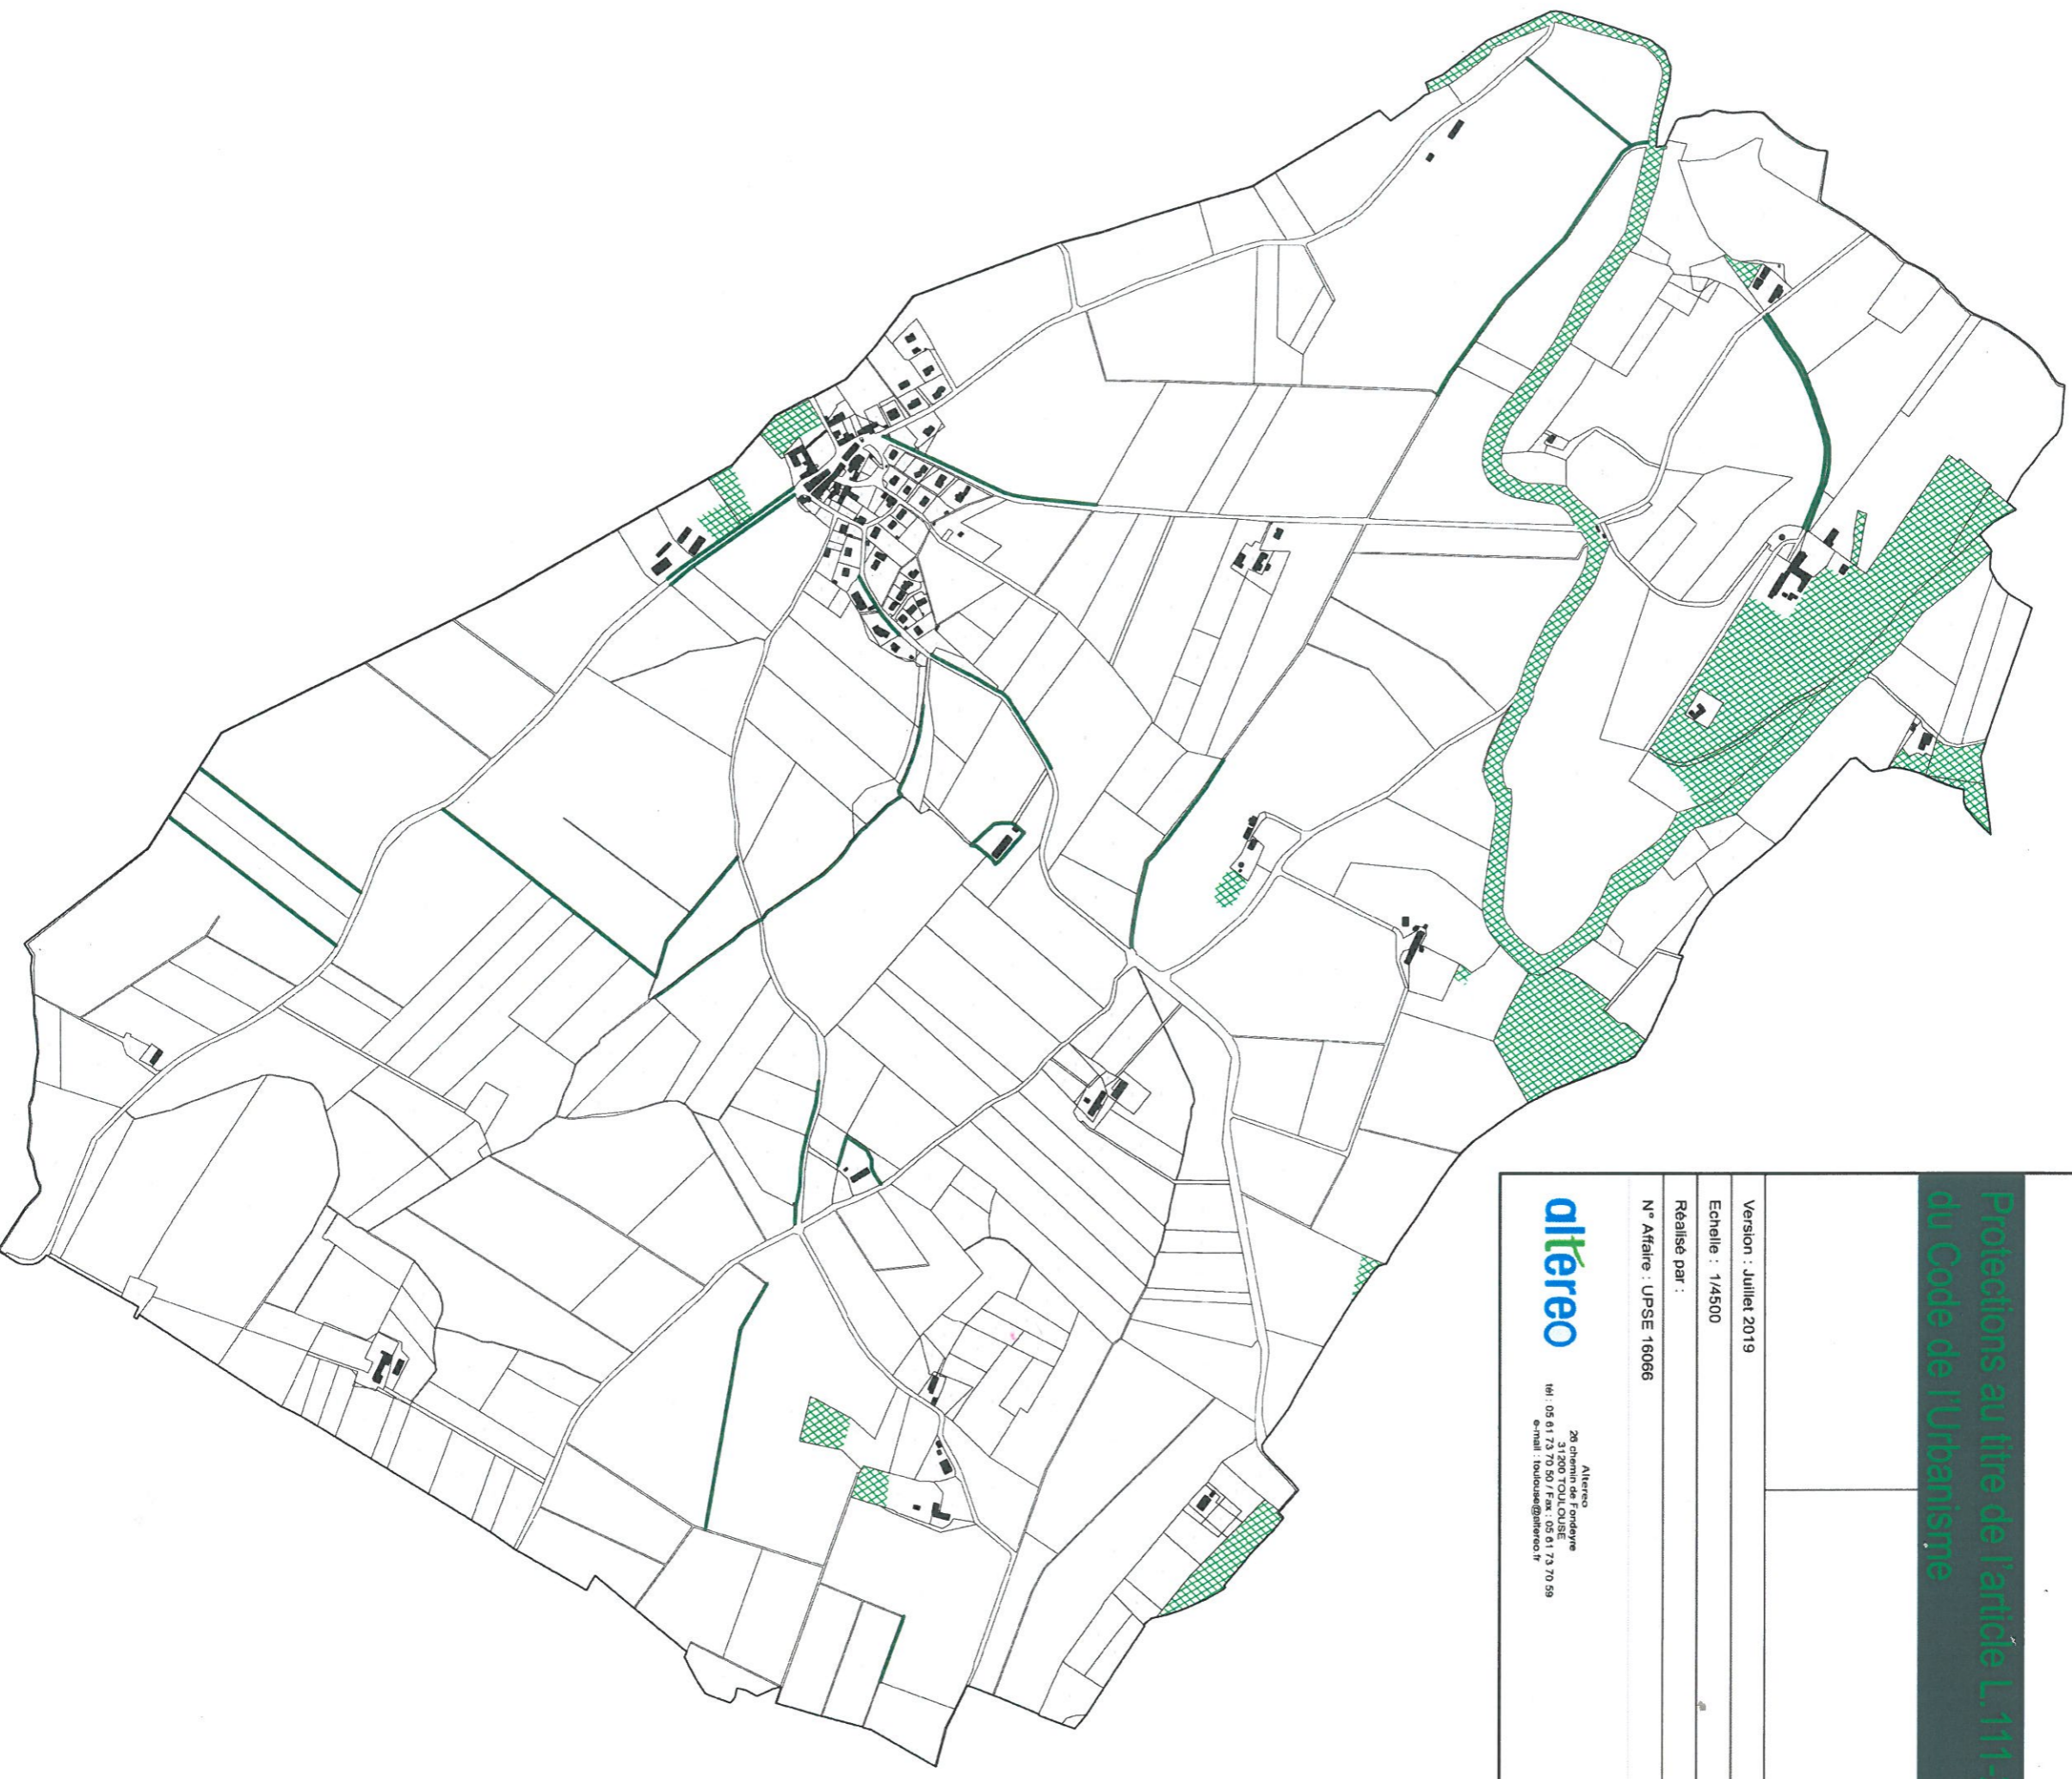 Protections au titre de l'article L. 111-
du Code de l'Urbanisme
Version : Juillet 2019
Echelle : 1/4500
Réalisé par :
N° Affaire : UPSE 16066
altereo
Altereo
26 chemin de Fondeyre
31200 TOULOUSE
tél : 05 61 73 70 50 / Fax : 05 61 73 70 59
e-mail : toulouse@altereo.fr